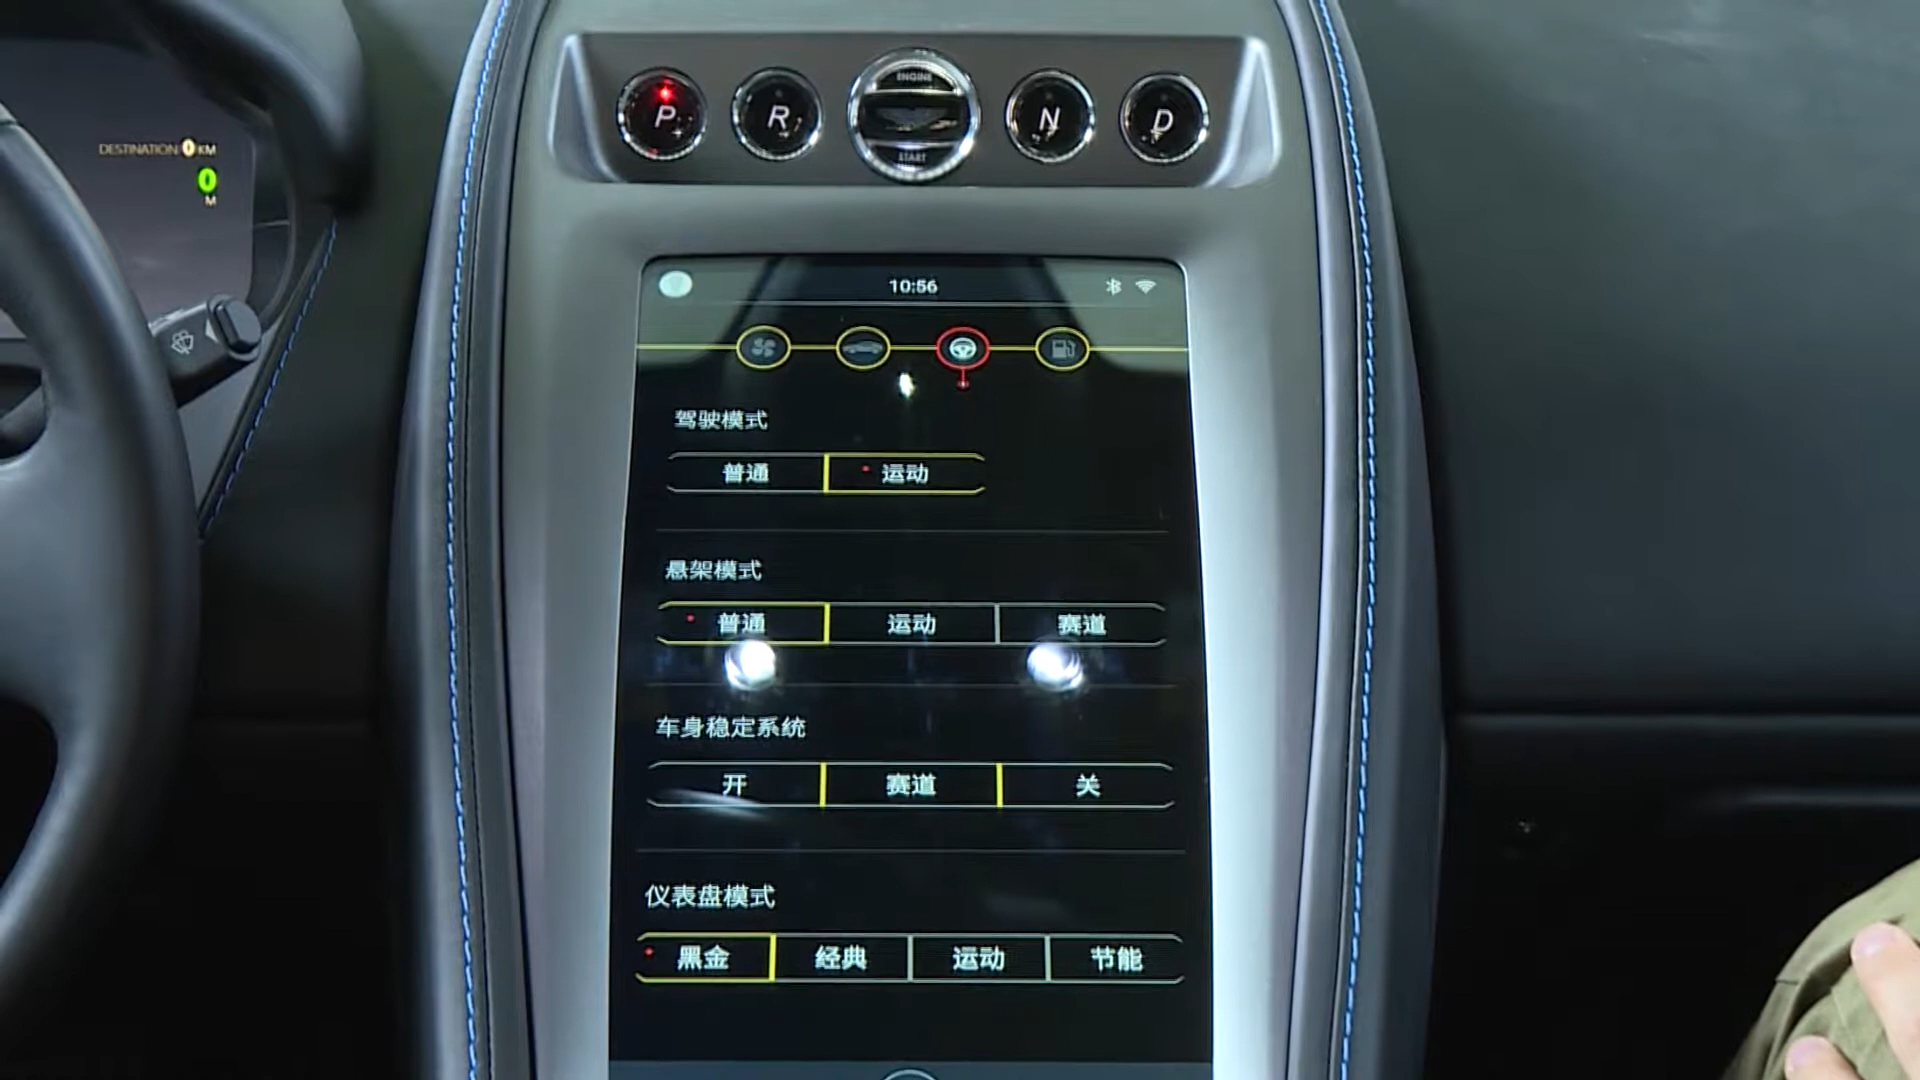 P R ENGINE START N D
DESTINATION 0 KM
0
M
10:56
驾驶模式
普通 运动
悬架模式
普通 运动 赛道
车身稳定系统
开 赛道 关
仪表盘模式
黑金 经典 运动 节能